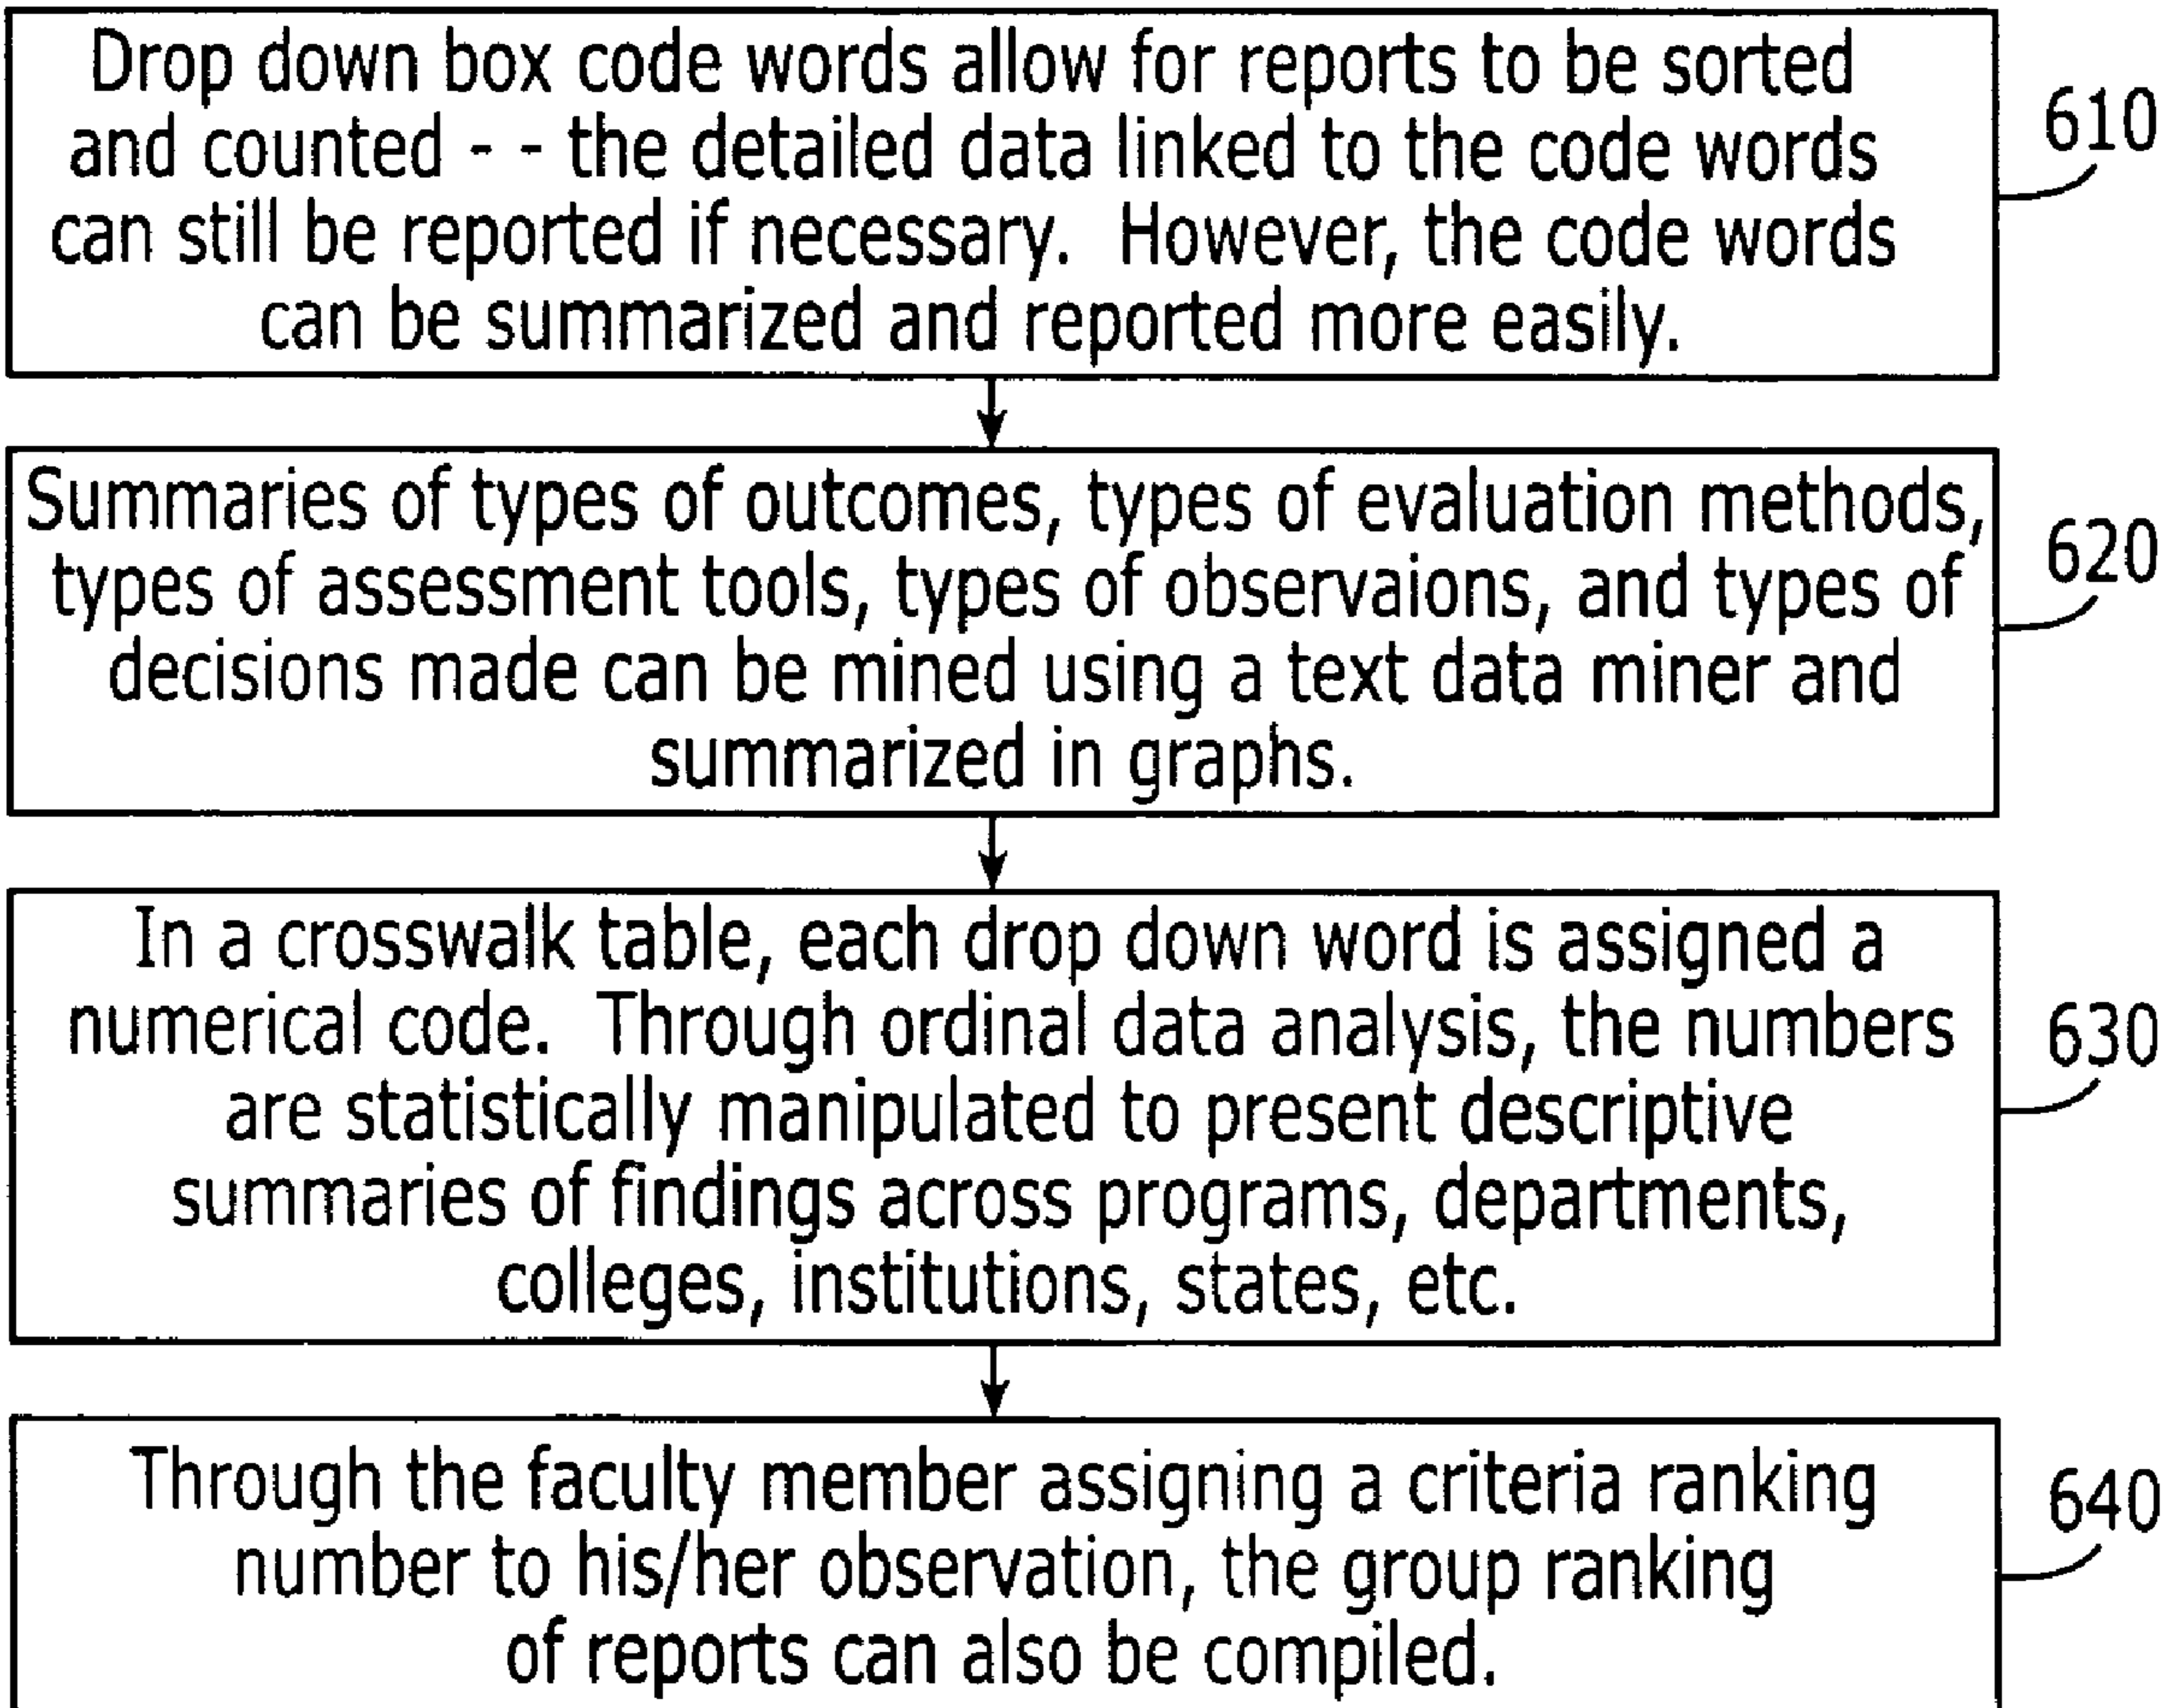 Drop down box code words allow for reports to be sorted
and counted - - the detailed data linked to the code words
can still be reported if necessary. However, the code words
can be summarized and reported more easily.
610
Summaries of types of outcomes, types of evaluation methods,
types of assessment tools, types of observaions, and types of
decisions made can be mined using a text data miner and
summarized in graphs.
620
In a crosswalk table, each drop down word is assigned a
numerical code. Through ordinal data analysis, the numbers
are statistically manipulated to present descriptive
summaries of findings across programs, departments,
colleges, institutions, states, etc.
630
Through the faculty member assigning a criteria ranking
number to his/her observation, the group ranking
of reports can also be compiled.
640